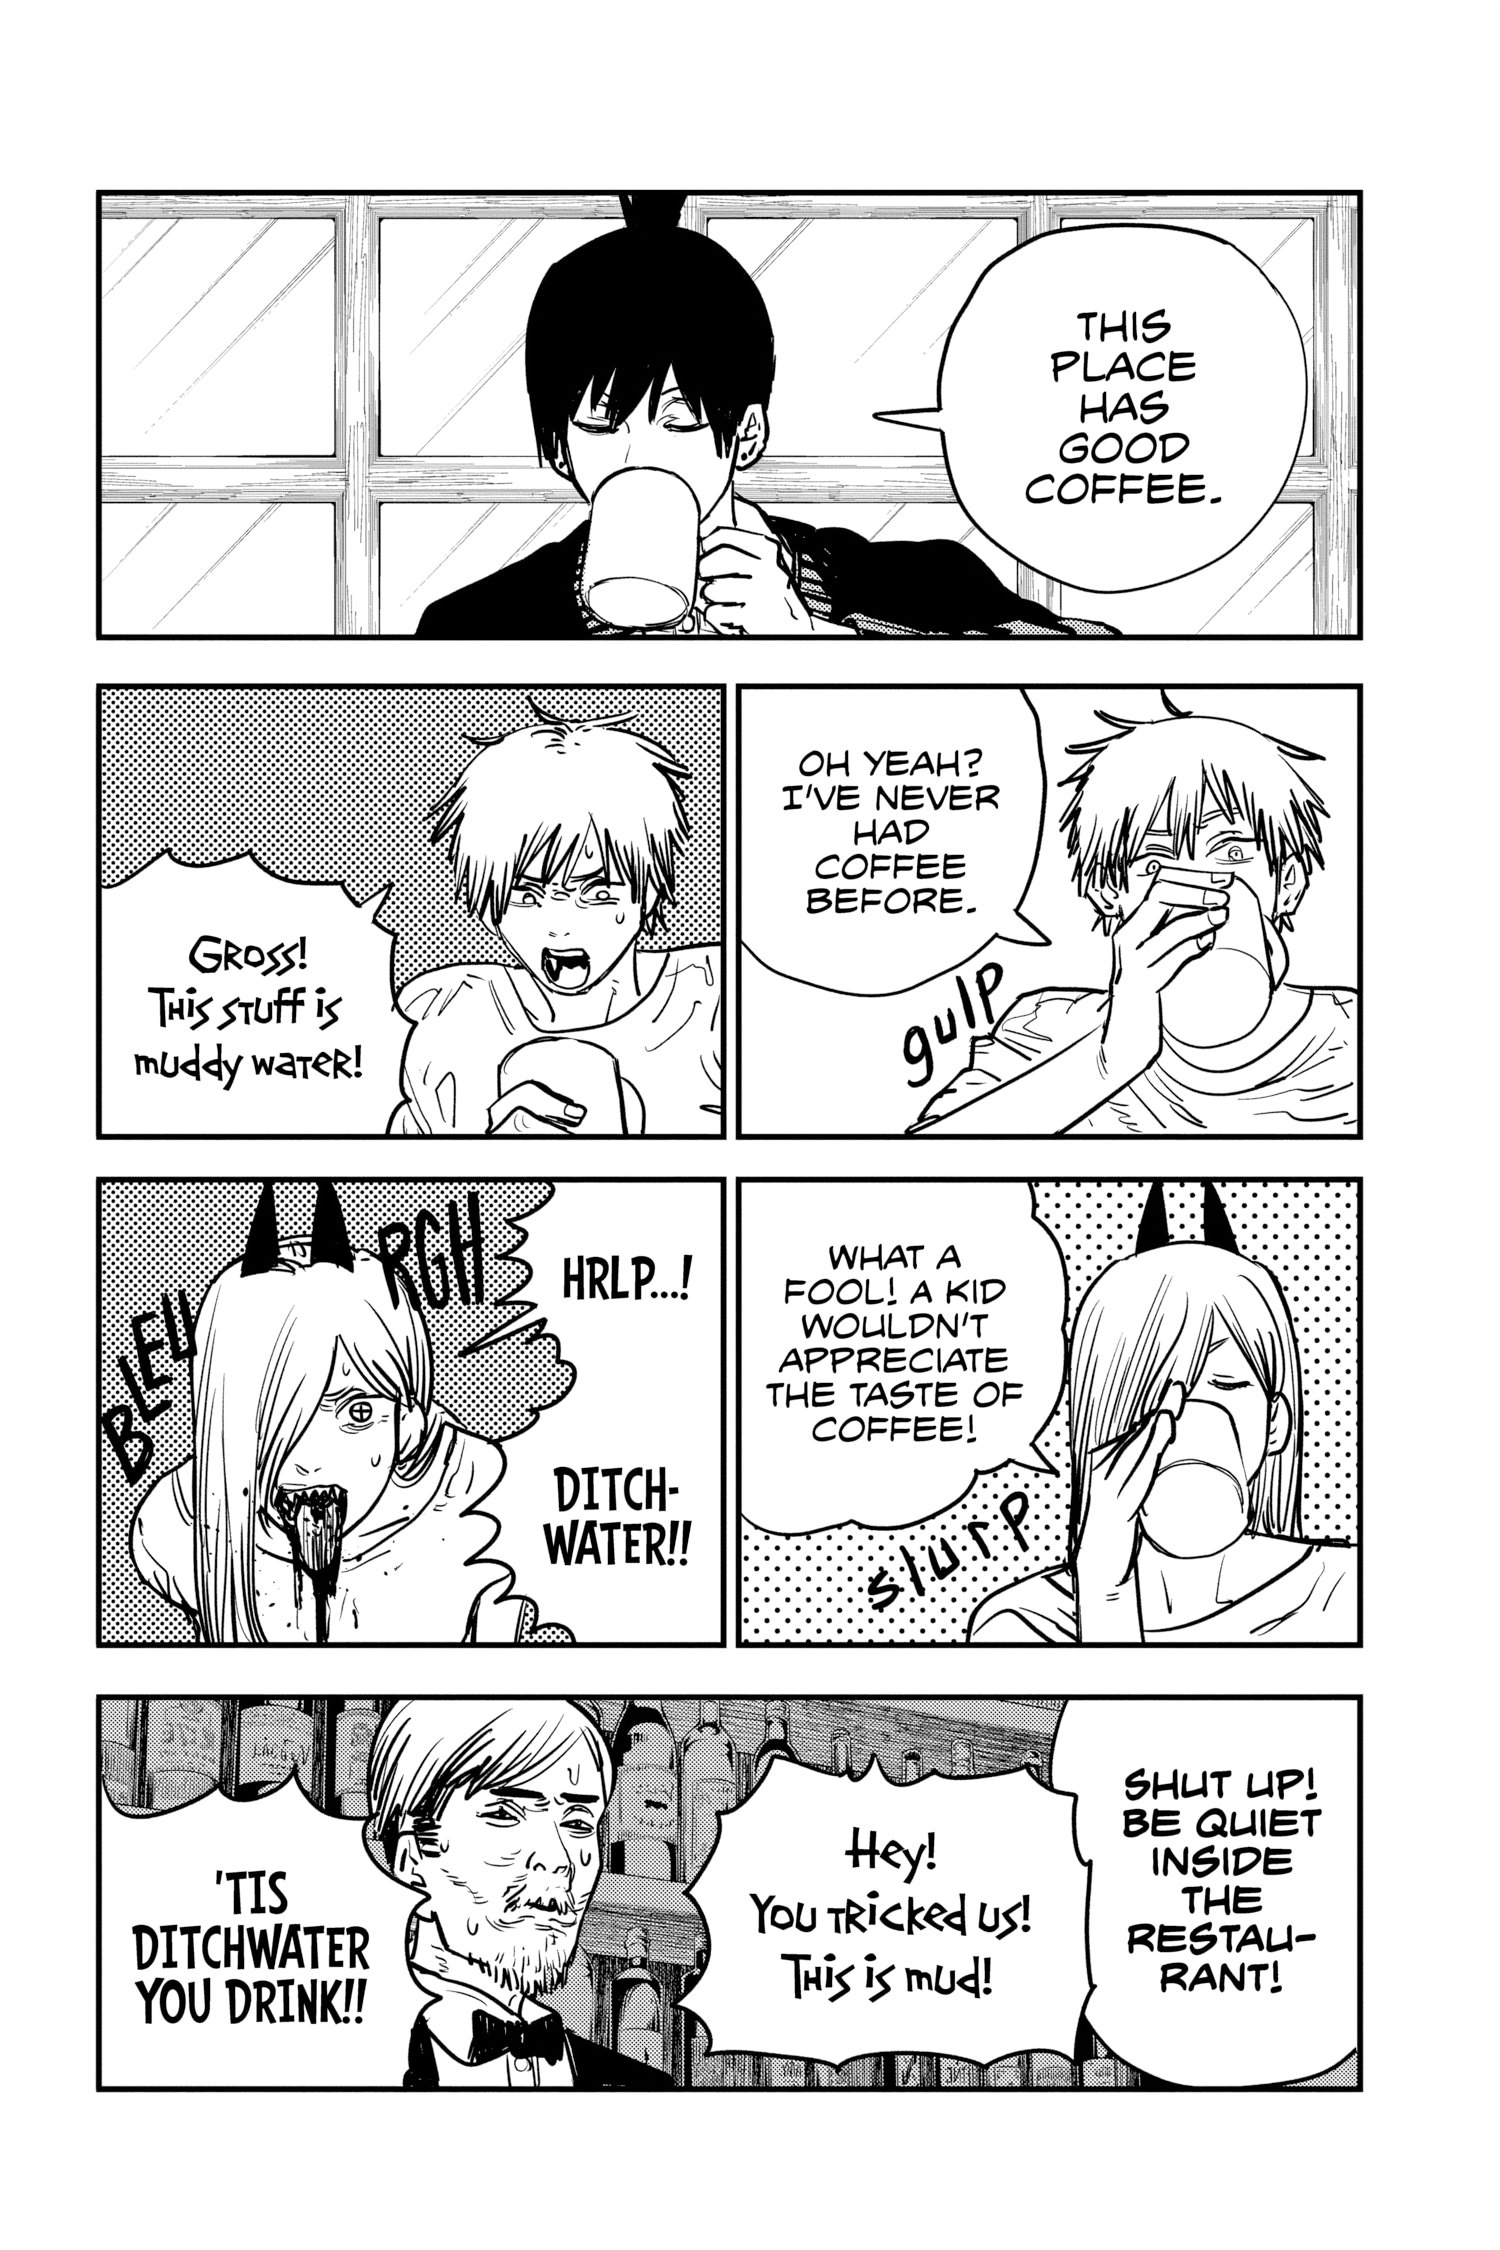 THIS
PLACE
HAS
GOOD
COFFEE.
OH YEAH?
I'VE NEVER
HAD
COFFEE
BEFORE.
gulp
GROSS!
THIS STUFF IS
MUDDY WATER!
WHAT A
FOOL! A KID
WOULDN'T
APPRECIATE
THE TASTE OF
COFFEE!
slurp
HRLP...!
DITCH-
WATER!!
BLEU
RGH
SHUT UP!
BE QUIET
INSIDE
THE
RESTAU-
RANT!
Hey!
You tricked us!
This is mud!
'TIS
DITCHWATER
YOU DRINK!!